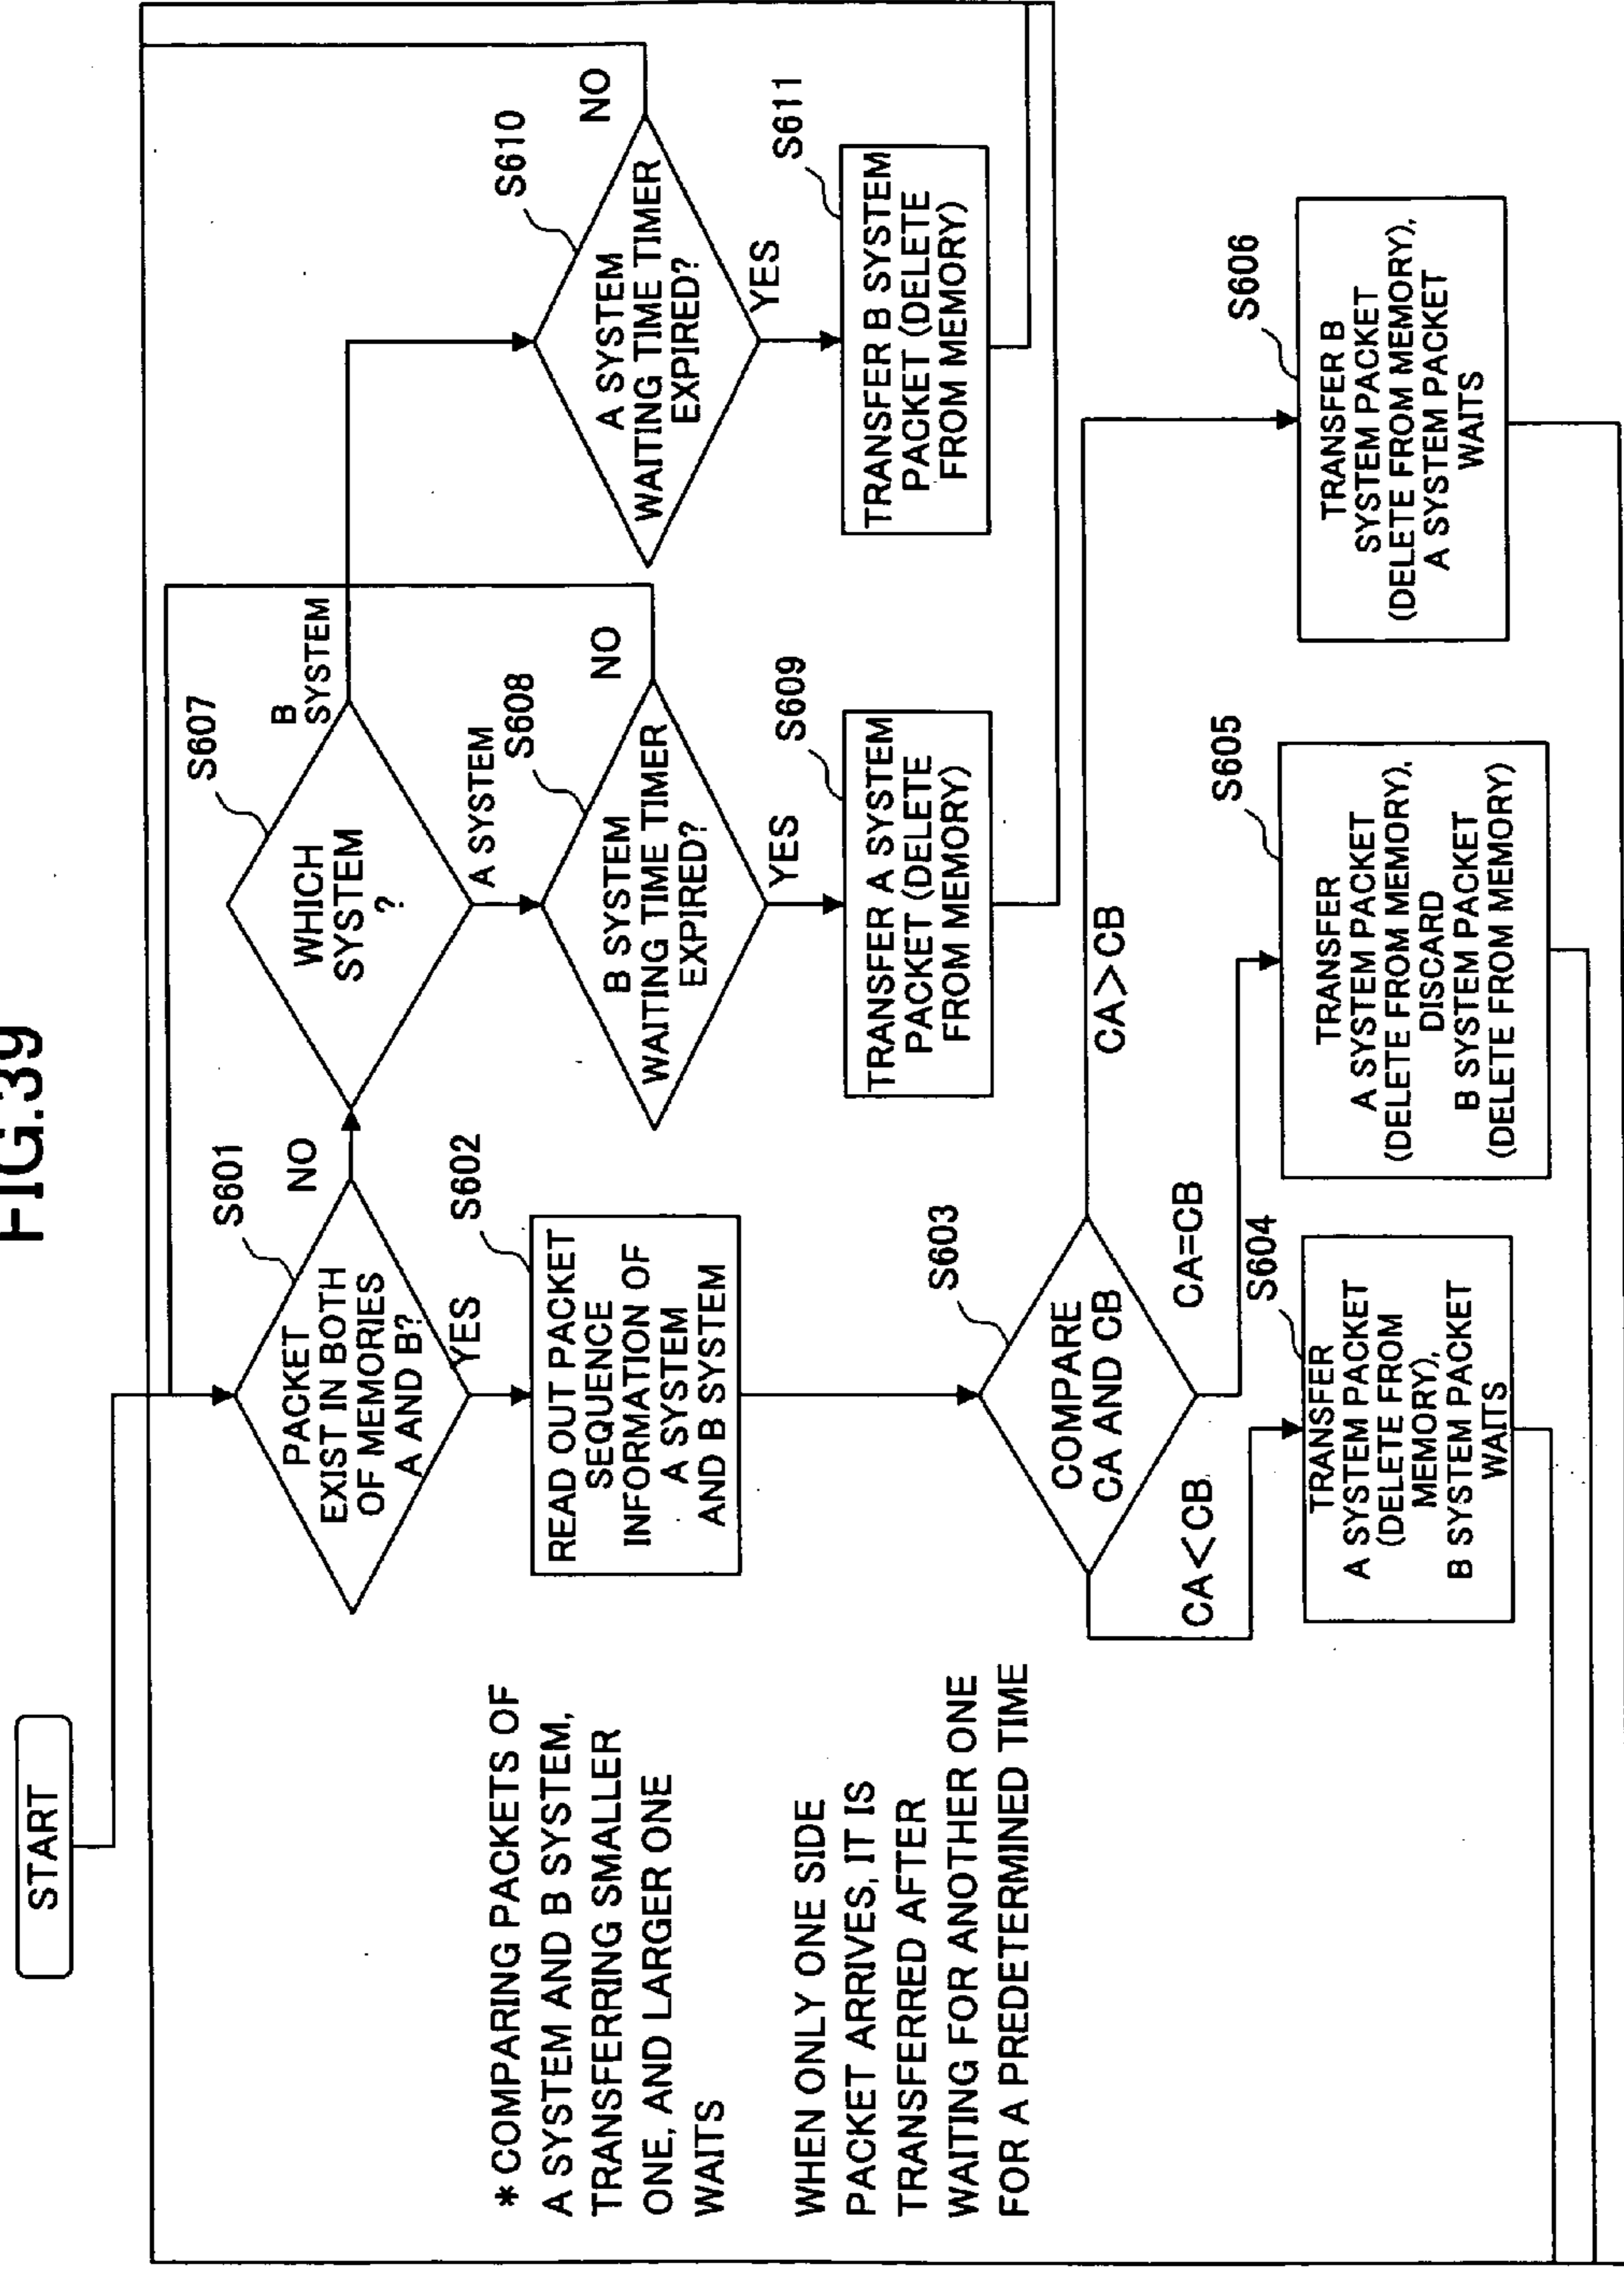 FIG.39
START
S601
PACKET
EXIST IN BOTH
OF MEMORIES
A AND B?
NO
YES
S602
READ OUT PACKET
SEQUENCE
INFORMATION OF
A SYSTEM
AND B SYSTEM
S603
COMPARE
CA AND CB
CA<CB
CA=CB
CA>CB
S604
TRANSFER
A SYSTEM PACKET
(DELETE FROM
MEMORY),
B SYSTEM PACKET
WAITS
S605
TRANSFER
A SYSTEM PACKET
(DELETE FROM MEMORY),
DISCARD
B SYSTEM PACKET
(DELETE FROM MEMORY)
S606
TRANSFER B
SYSTEM PACKET
(DELETE FROM MEMORY),
A SYSTEM PACKET
WAITS
S607
WHICH
SYSTEM
?
B
SYSTEM
A SYSTEM
S608
B SYSTEM
WAITING TIME TIMER
EXPIRED?
NO
YES
S609
TRANSFER A SYSTEM
PACKET (DELETE
FROM MEMORY)
S610
A SYSTEM
WAITING TIME TIMER
EXPIRED?
NO
YES
S611
TRANSFER B SYSTEM
PACKET (DELETE
FROM MEMORY)
* COMPARING PACKETS OF
A SYSTEM AND B SYSTEM,
TRANSFERRING SMALLER
ONE, AND LARGER ONE
WAITS
WHEN ONLY ONE SIDE
PACKET ARRIVES, IT IS
TRANSFERRED AFTER
WAITING FOR ANOTHER ONE
FOR A PREDETERMINED TIME